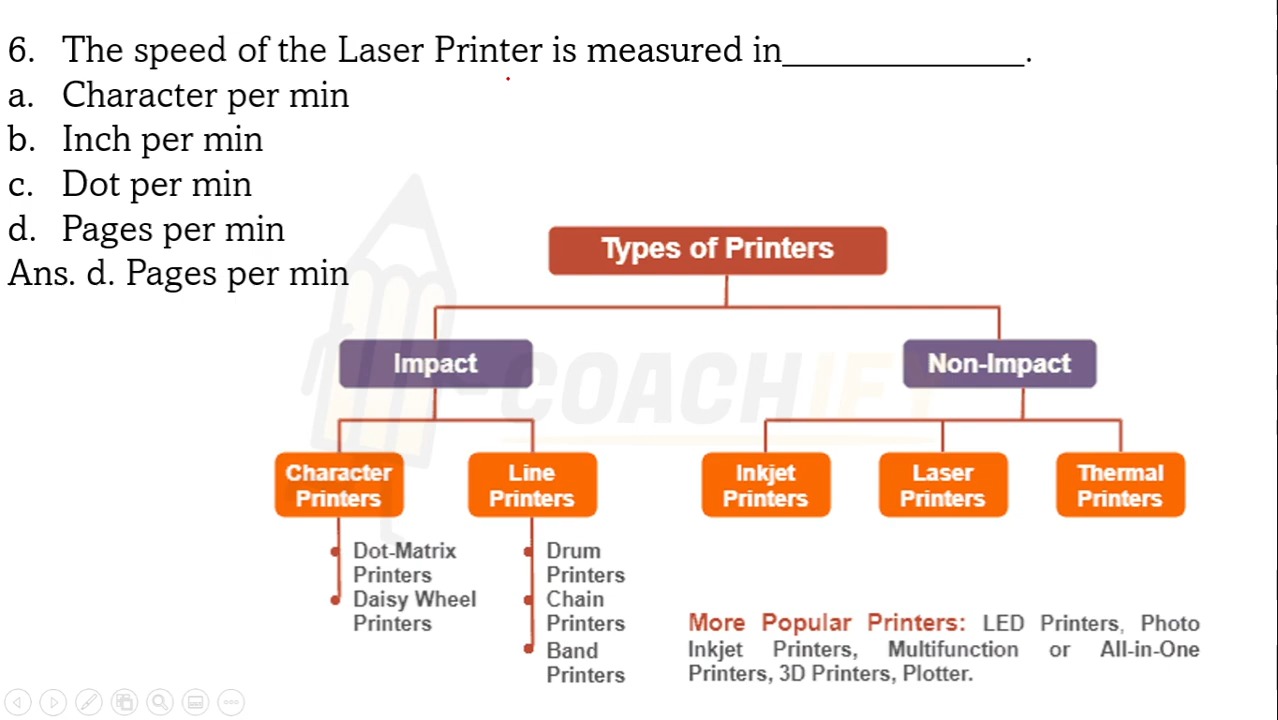 6. The speed of the Laser Printer is measured in______________.
a. Character per min
b. Inch per min
c. Dot per min
d. Pages per min
Ans. d. Pages per min
Types of Printers
Impact
Non-Impact
COACHIFY
Character
Printers
Line
Printers
Inkjet
Printers
Laser
Printers
Thermal
Printers
Dot-Matrix
Printers
Daisy Wheel
Printers
Drum
Printers
Chain
Printers
Band
Printers
More Popular Printers: LED Printers, Photo
Inkjet Printers, Multifunction or All-in-One
Printers, 3D Printers, Plotter.